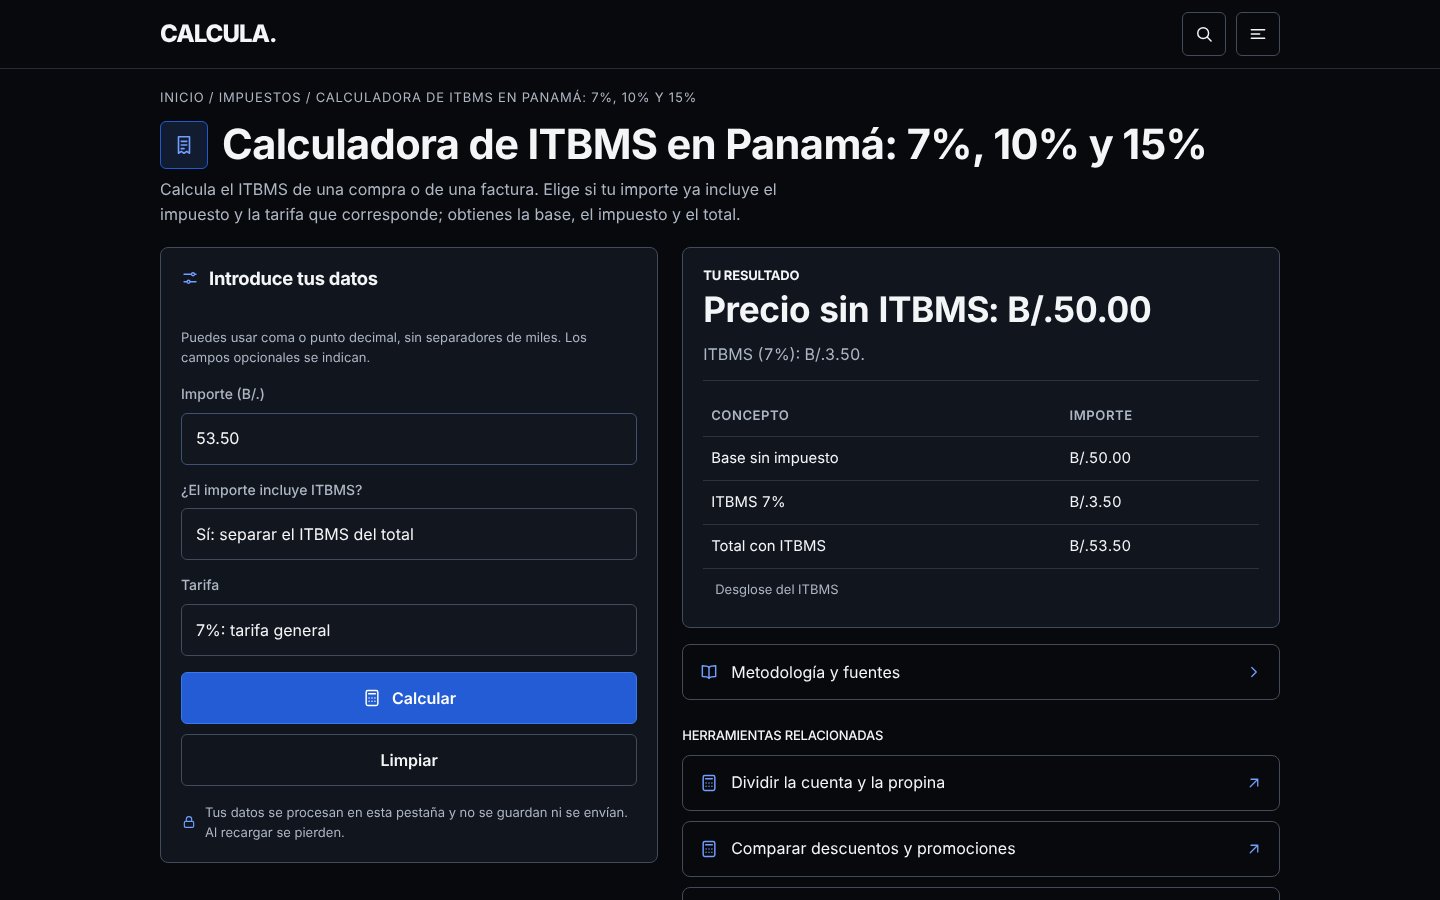 CALCULA.
INICIO / IMPUESTOS / CALCULADORA DE ITBMS EN PANAMÁ: 7%, 10% Y 15%
Calculadora de ITBMS en Panamá: 7%, 10% y 15%
Calcula el ITBMS de una compra o de una factura. Elige si tu importe ya incluye el
impuesto y la tarifa que corresponde; obtienes la base, el impuesto y el total.
Introduce tus datos
Puedes usar coma o punto decimal, sin separadores de miles. Los
campos opcionales se indican.
Importe (B/.)
53.50
¿El importe incluye ITBMS?
Sí: separar el ITBMS del total
Tarifa
7%: tarifa general
Calcular
Limpiar
Tus datos se procesan en esta pestaña y no se guardan ni se envían.
Al recargar se pierden.
TU RESULTADO
Precio sin ITBMS: B/.50.00
ITBMS (7%): B/.3.50.
CONCEPTO IMPORTE
Base sin impuesto B/.50.00
ITBMS 7% B/.3.50
Total con ITBMS B/.53.50
Desglose del ITBMS
Metodología y fuentes
HERRAMIENTAS RELACIONADAS
Dividir la cuenta y la propina
Comparar descuentos y promociones